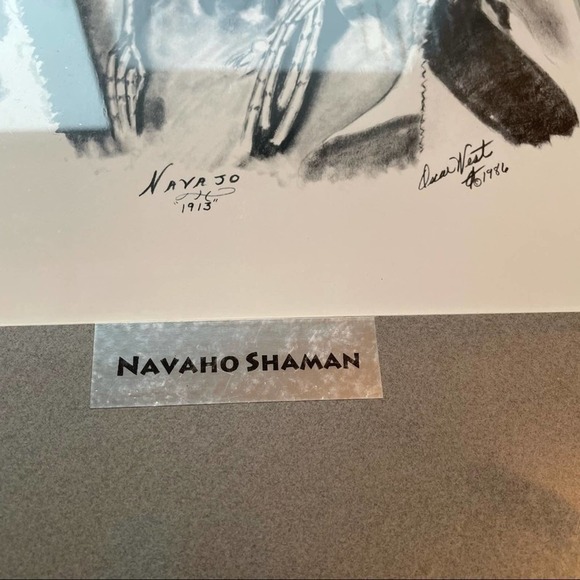 NAVAJO
"1913"
Oscar West
©1986
NAVAHO SHAMAN